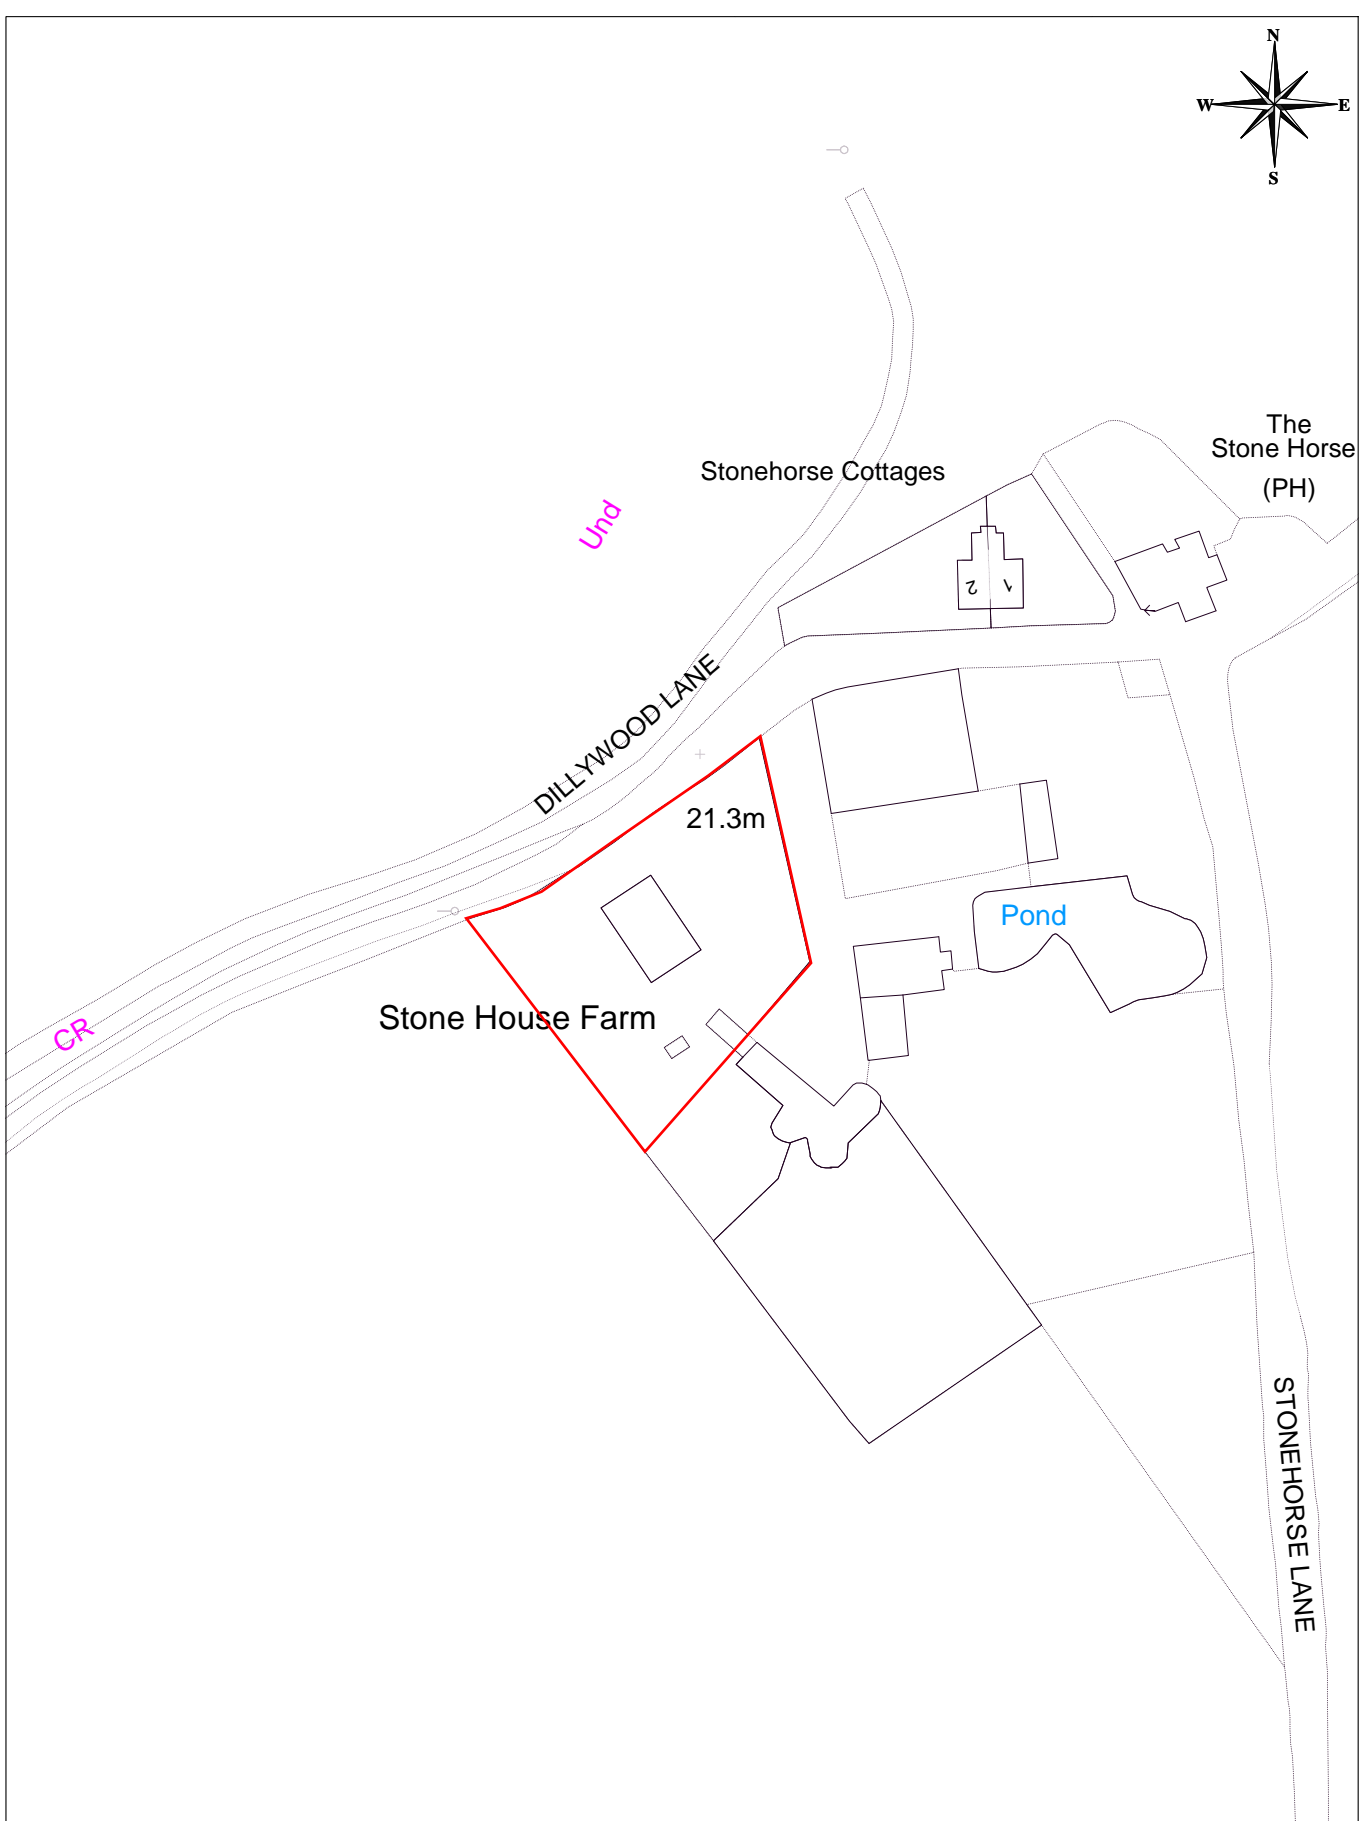 N
W E
S
The
Stone Horse
(PH)
Stonehorse Cottages
Und
2 1
DILLYWOOD LANE
21.3m
Pond
Stone House Farm
CR
STONEHORSE LANE